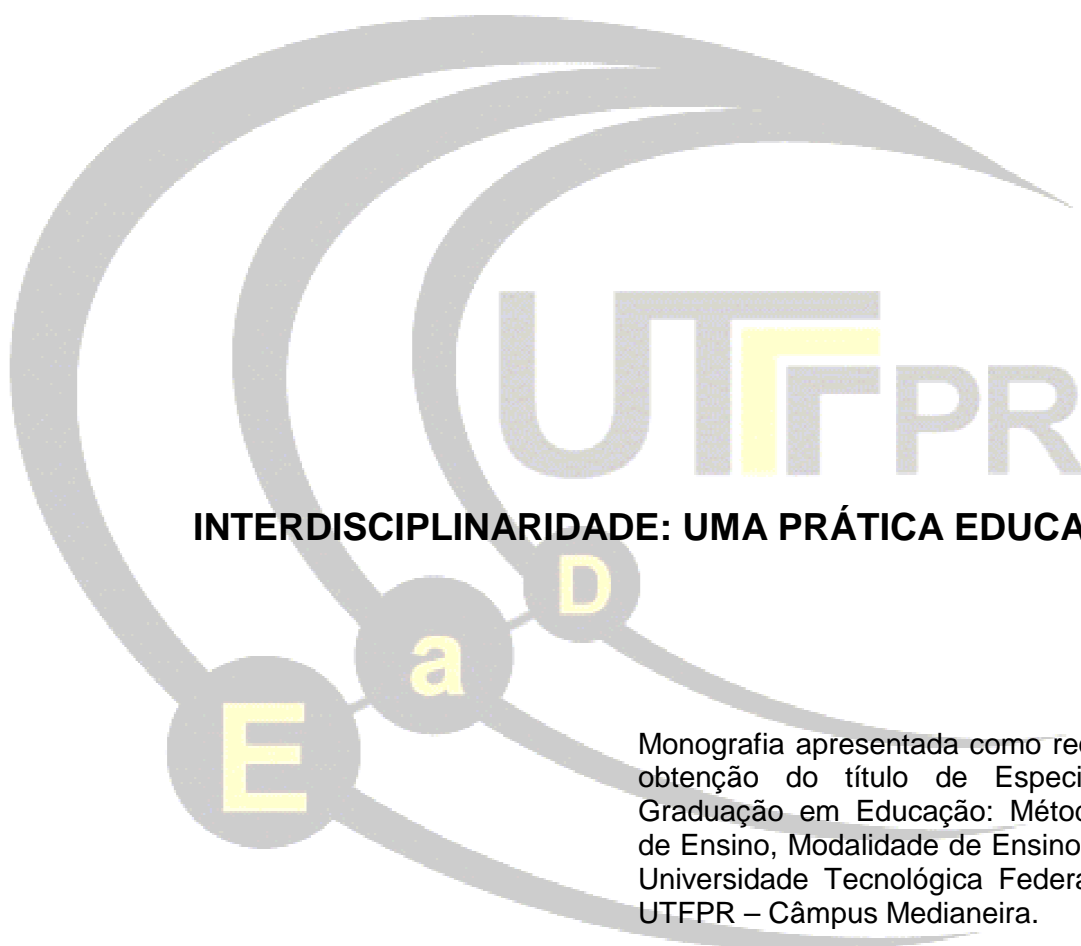 UTFPR
INTERDISCIPLINARIDADE: UMA PRÁTICA EDUCA
D
a
E
Monografia apresentada como re
obtenção do título de Especi
Graduação em Educação: Métod
de Ensino, Modalidade de Ensino
Universidade Tecnológica Federa
UTFPR – Câmpus Medianeira.